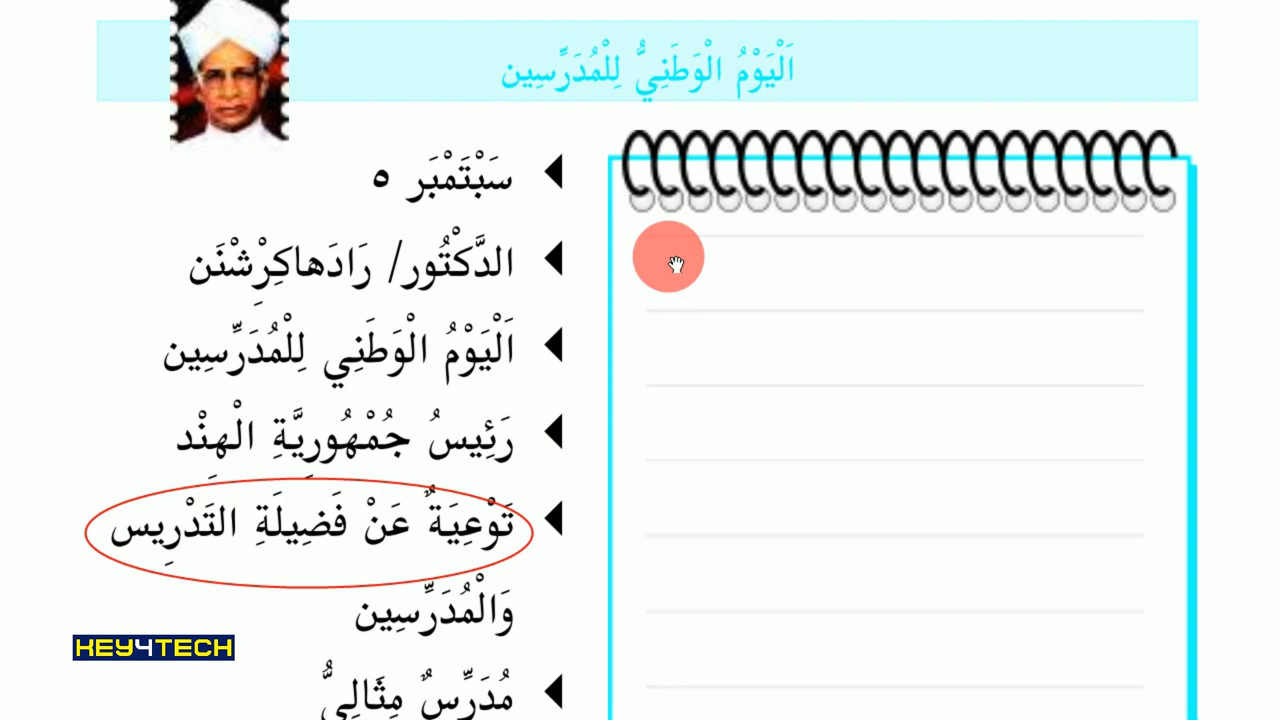 اَلْيَوْمُ الْوَطَنِيُّ لِلْمُدَرِّسِين
سَبْتَمْبَر ٥
الدَّكْتُور/ رَادَهاكِرْشْنَن
اَلْيَوْمُ الْوَطَنِي لِلْمُدَرِّسِين
رَئِيسُ جُمْهُورِيَّةِ الْهِنْد
تَوْعِيَةٌ عَنْ فَضِيلَةِ التَدْرِيس
وَالْمُدَرِّسِين
مُدَرِّسٌ مِثَالِيُّ
KEY4TECH